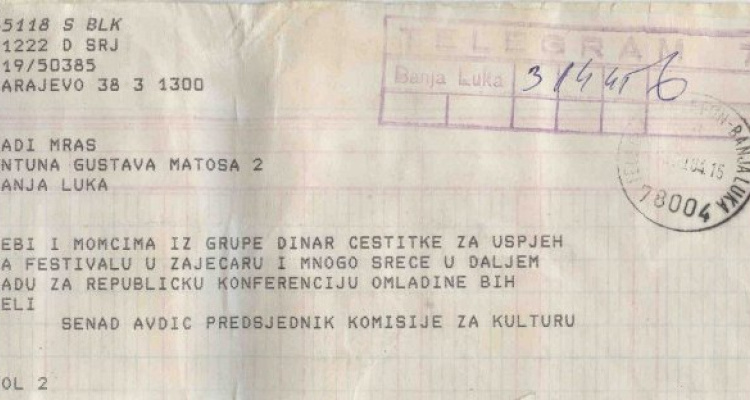 5118 S BLK
1222 D SRJ
19/50385
ARAJEVO 38 3 1300
TELEGRAM
Banja Luka
ADI MRAS
NTUNA GUSTAVA MATOSA 2
ANJA LUKA
BANJA LUKA
78004
EBI I MOMCIMA IZ GRUPE DINAR CESTITKE ZA USPJEH
A FESTIVALU U ZAJECARU I MNOGO SRECE U DALJEM
ADU ZA REPUBLICKU KONFERENCIJU OMLADINE BIH
ELI
SENAD AVDIC PREDSJEDNIK KOMISIJE ZA KULTURU
OL 2